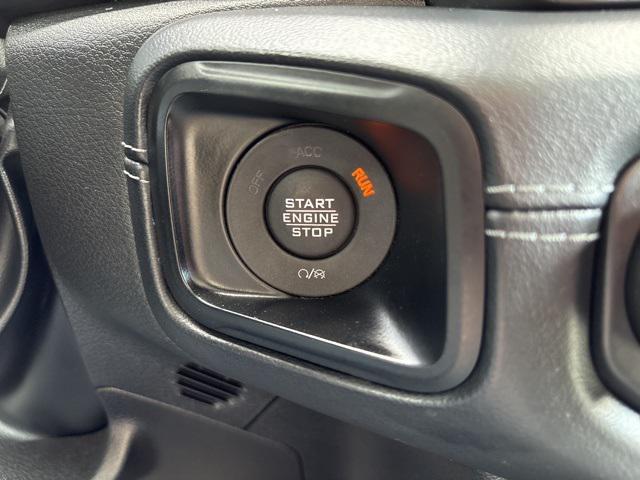 ACC
OFF
RUN
START
ENGINE
STOP